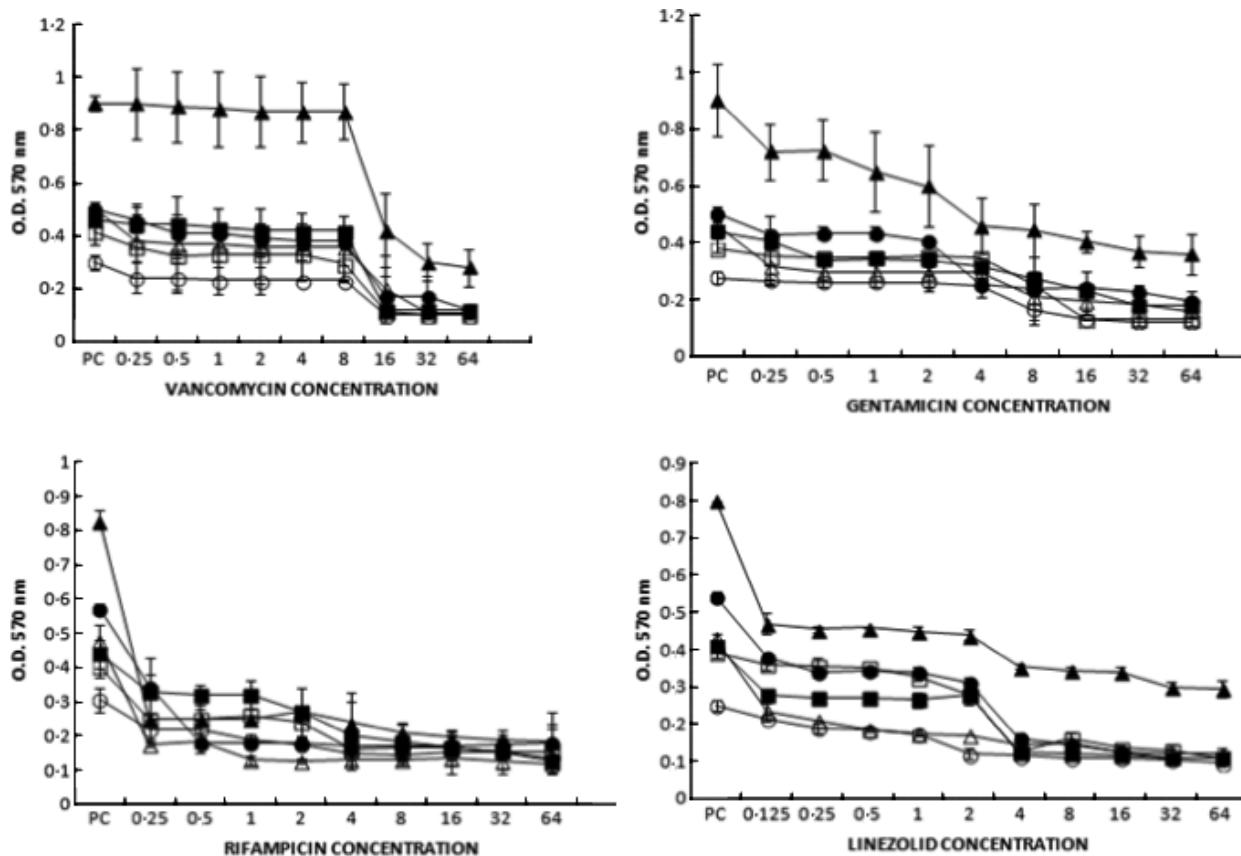 1·2
1
0·8
0·6
0·4
0·2
0
O.D. 570 nm
PC 0·25 0·5 1 2 4 8 16 32 64
VANCOMYCIN CONCENTRATION
1·2
1
0·8
0·6
0·4
0·2
0
O.D. 570 nm
PC 0·25 0·5 1 2 4 8 16 32 64
GENTAMICIN CONCENTRATION
1
0·9
0·8
0·7
0·6
0·5
0·4
0·3
0·2
0·1
0
O.D. 570 nm
PC 0·25 0·5 1 2 4 8 16 32 64
RIFAMPICIN CONCENTRATION
0·9
0·8
0·7
0·6
0·5
0·4
0·3
0·2
0·1
0
O.D. 570 nm
PC 0·125 0·25 0·5 1 2 4 8 16 32 64
LINEZOLID CONCENTRATION